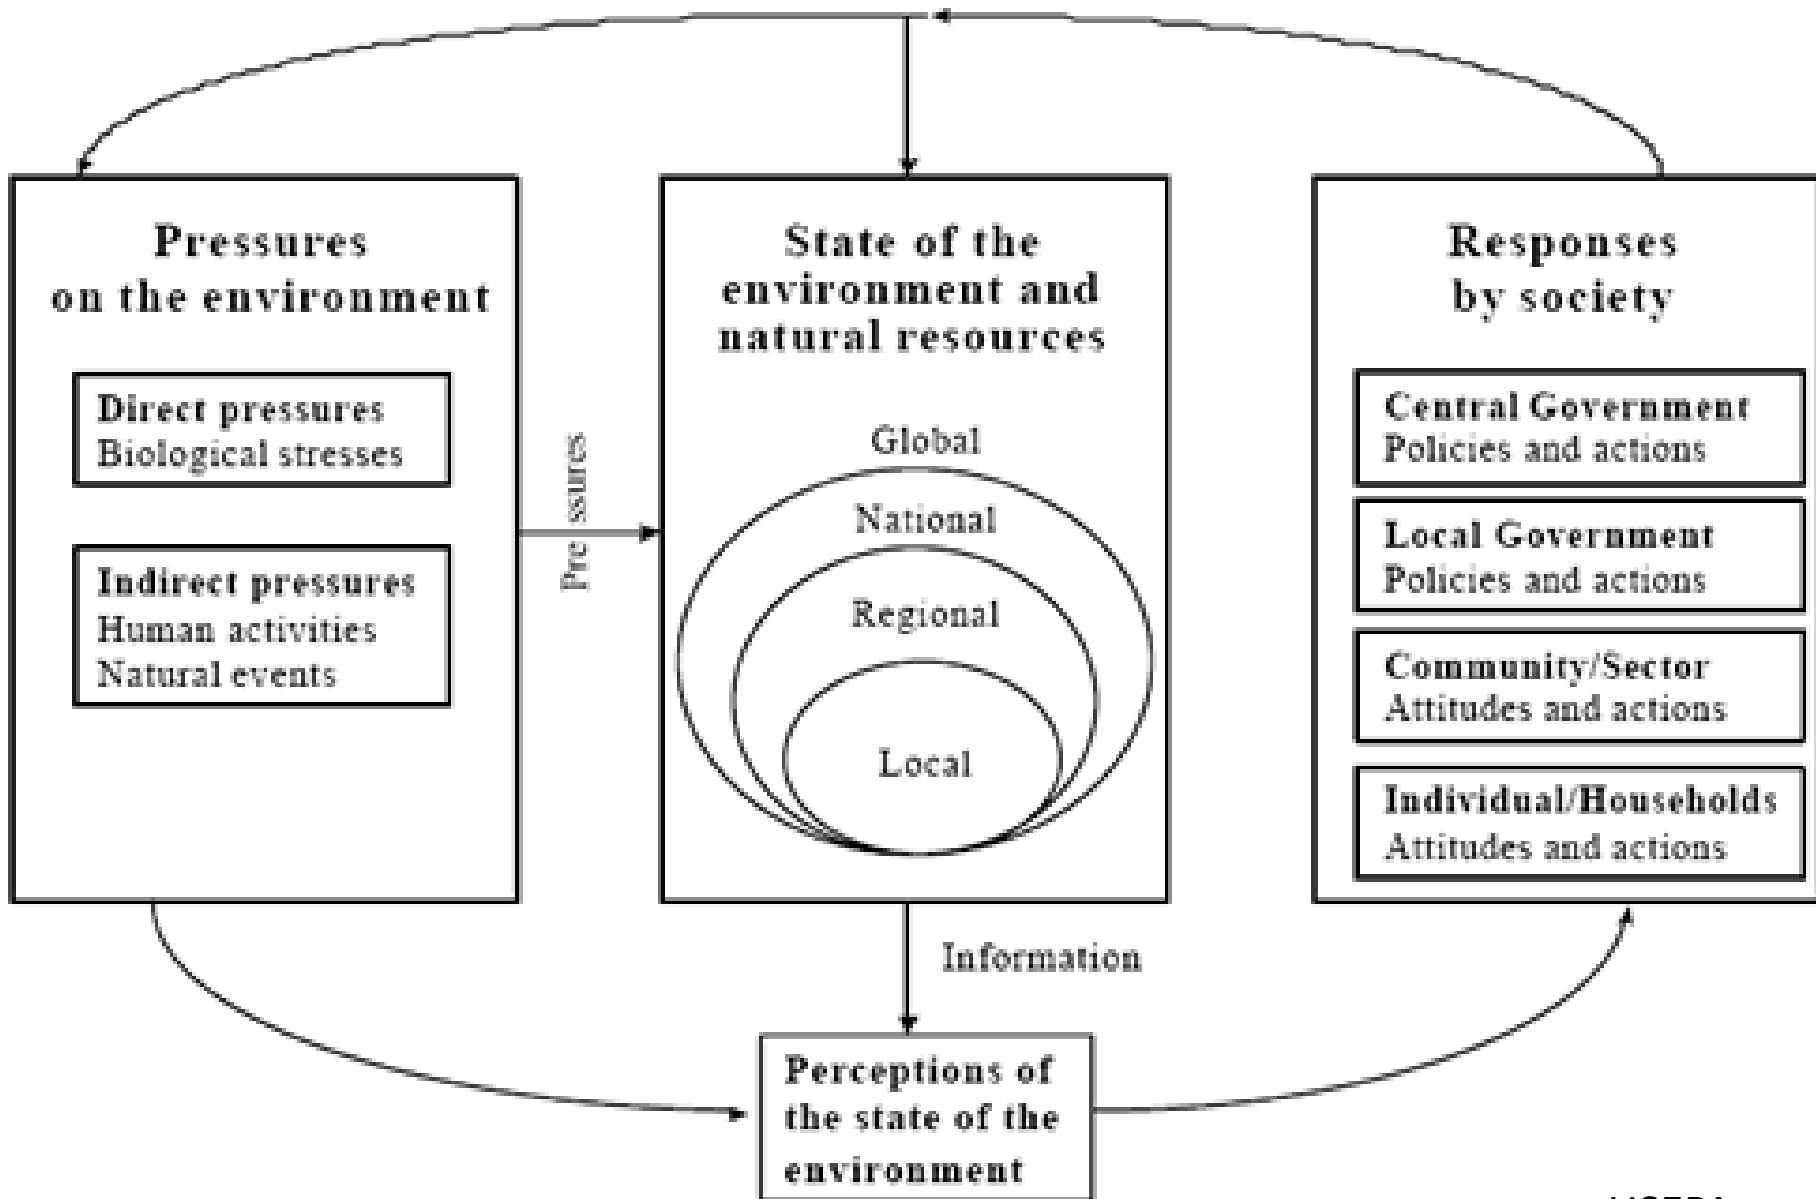 Pressures
on the environment
Direct pressures
Biological stresses
Indirect pressures
Human activities
Natural events
Pre ssures
State of the
environment and
natural resources
Global
National
Regional
Local
Information
Perceptions of
the state of the
environment
Responses
by society
Central Government
Policies and actions
Local Government
Policies and actions
Community/Sector
Attitudes and actions
Individual/Households
Attitudes and actions